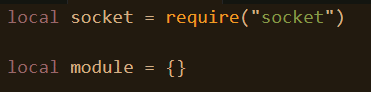 local socket = require("socket")
local module = {}